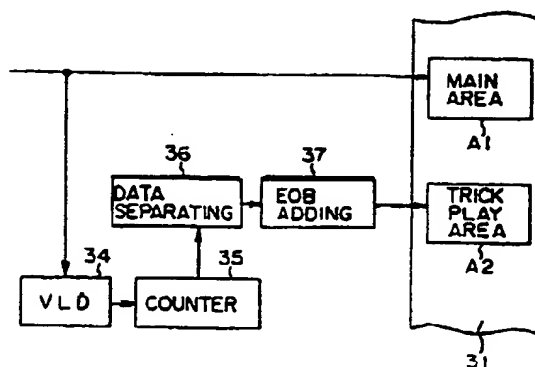 MAIN
AREA
A1
36
37
DATA
SEPARATING
EOB
ADDING
TRICK
PLAY
AREA
A2
34
35
VLD
COUNTER
31